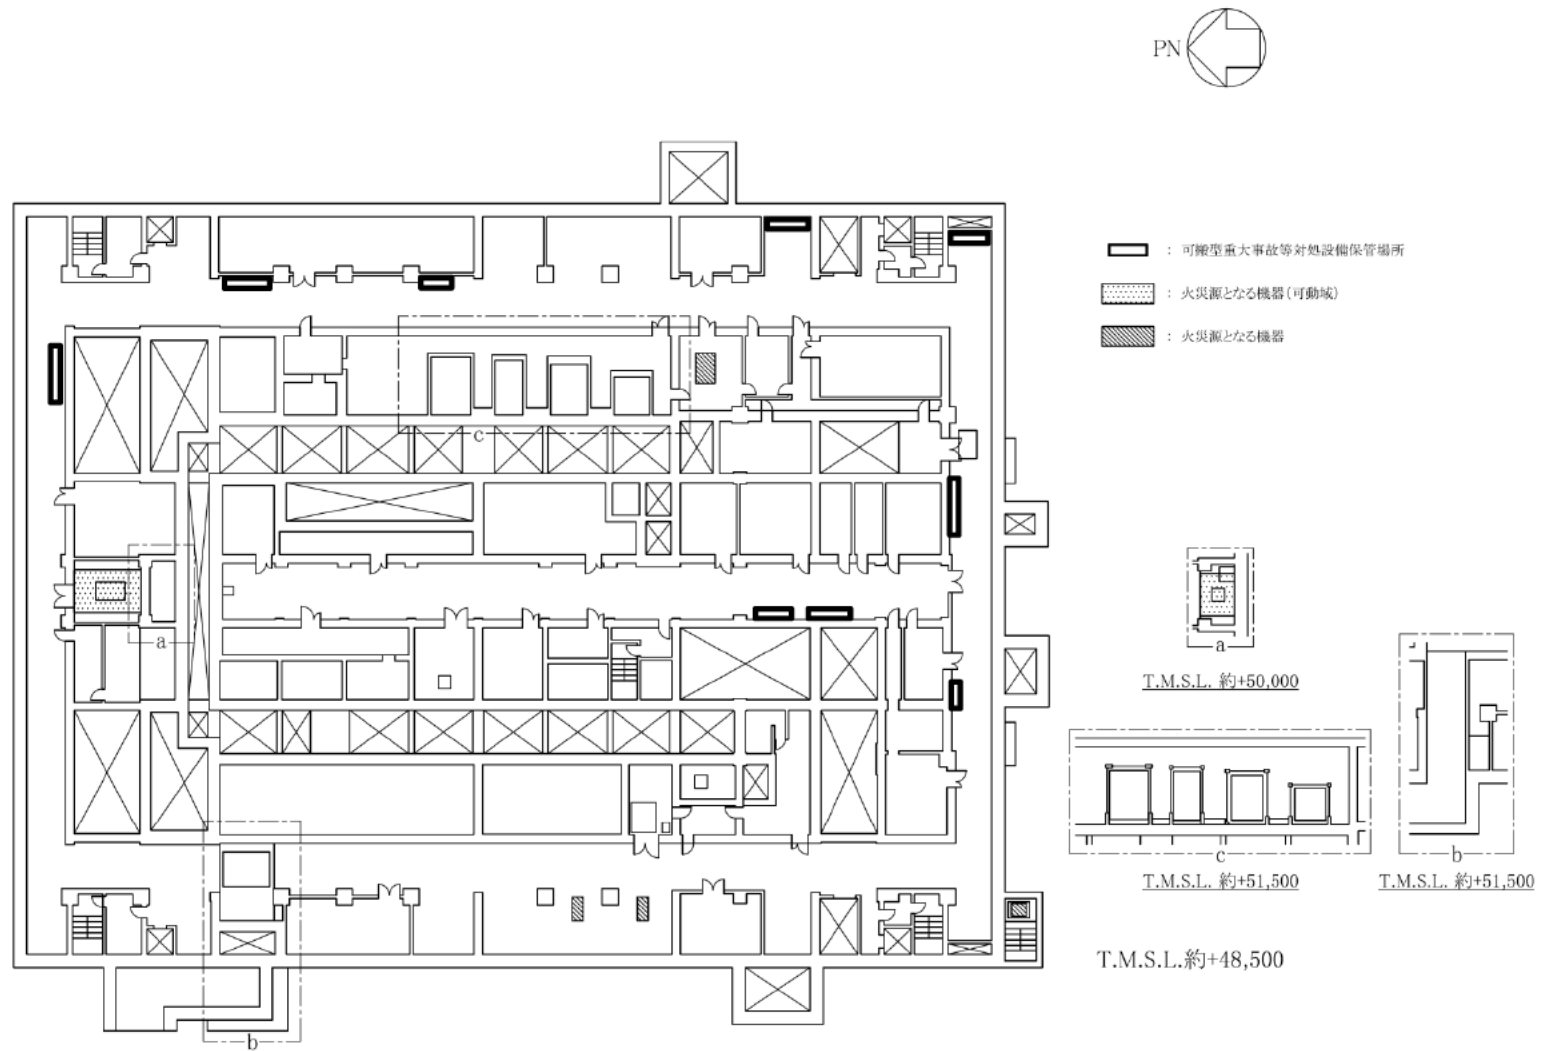 PN
： 可搬型重大事故等対処設備保管場所
： 火災源となる機器(可動域)
： 火災源となる機器
c
a
a
T.M.S.L. 約+50,000
c
T.M.S.L. 約+51,500
b
T.M.S.L. 約+51,500
T.M.S.L.約+48,500
b